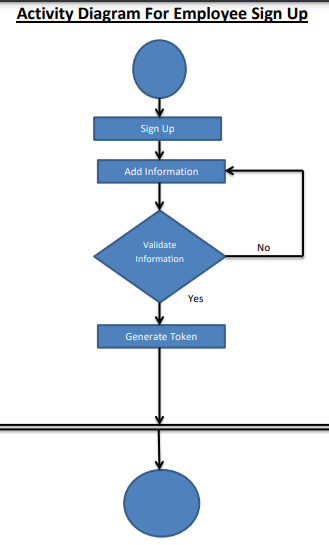 Activity Diagram For Employee Sign Up
Sign Up
Add Information
Validate
Information
No
Yes
Generate Token